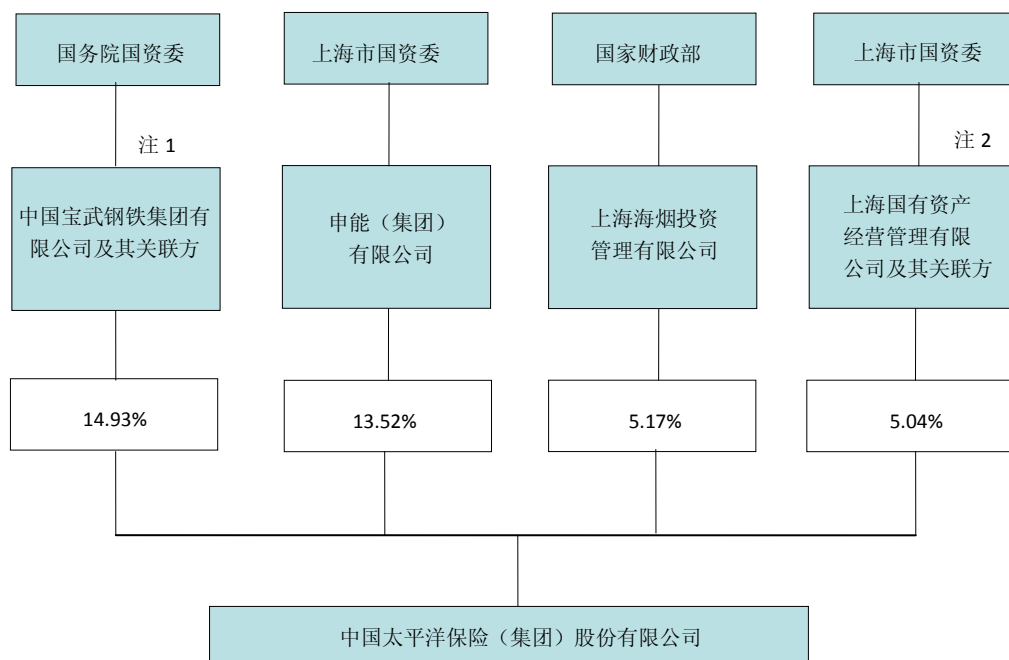 国务院国资委
上海市国资委
国家财政部
上海市国资委
注 1
注 2
中国宝武钢铁集团有
限公司及其关联方
申能（集团）
有限公司
上海海烟投资
管理有限公司
上海国有资产
经营管理有限
公司及其关联方
14.93%
13.52%
5.17%
5.04%
中国太平洋保险（集团）股份有限公司